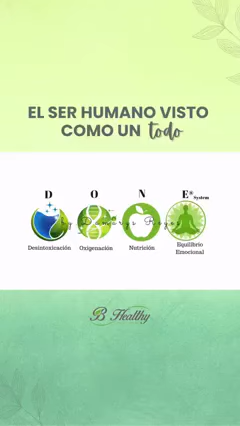 EL SER HUMANO VISTO
COMO UN todo
D O N E®
System
Desintoxicación Oxigenación Nutrición Equilibrio
Emocional
B Healthy